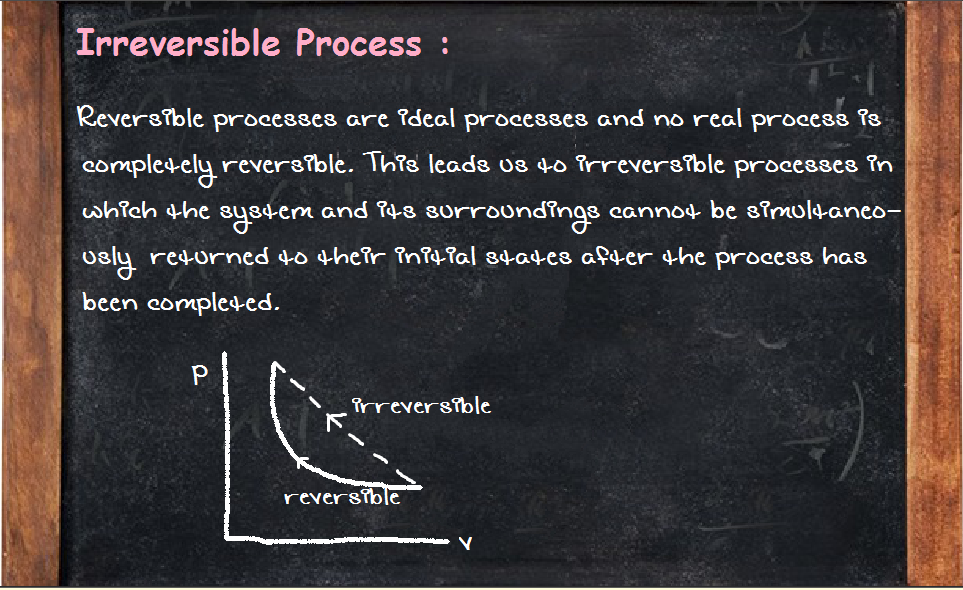 Irreversible Process :
Reversible processes are ideal processes and no real process is
completely reversible. This leads us to irreversible processes in
which the system and its surroundings cannot be simultaneo-
usly returned to their initial states after the process has
been completed.
P
irreversible
reversible
v